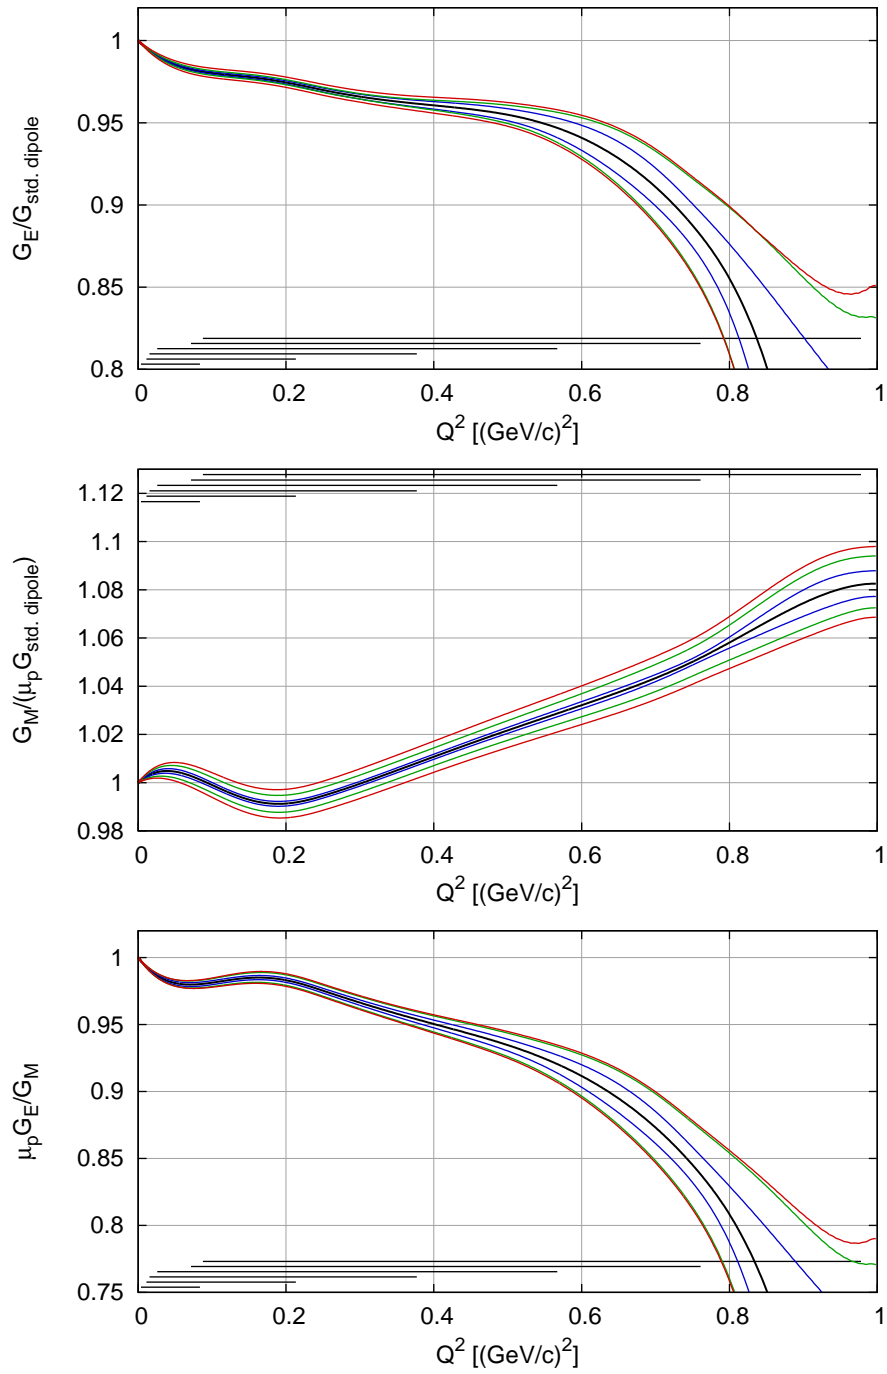 1
0.95
0.9
0.85
0.8
G_E/G_std. dipole
0 0.2 0.4 0.6 0.8 1
Q^2 [(GeV/c)^2]
1.12
1.1
1.08
1.06
1.04
1.02
1
0.98
G_M/(μ_pG_std. dipole)
0 0.2 0.4 0.6 0.8 1
Q^2 [(GeV/c)^2]
1
0.95
0.9
0.85
0.8
0.75
μ_pG_E/G_M
0 0.2 0.4 0.6 0.8 1
Q^2 [(GeV/c)^2]